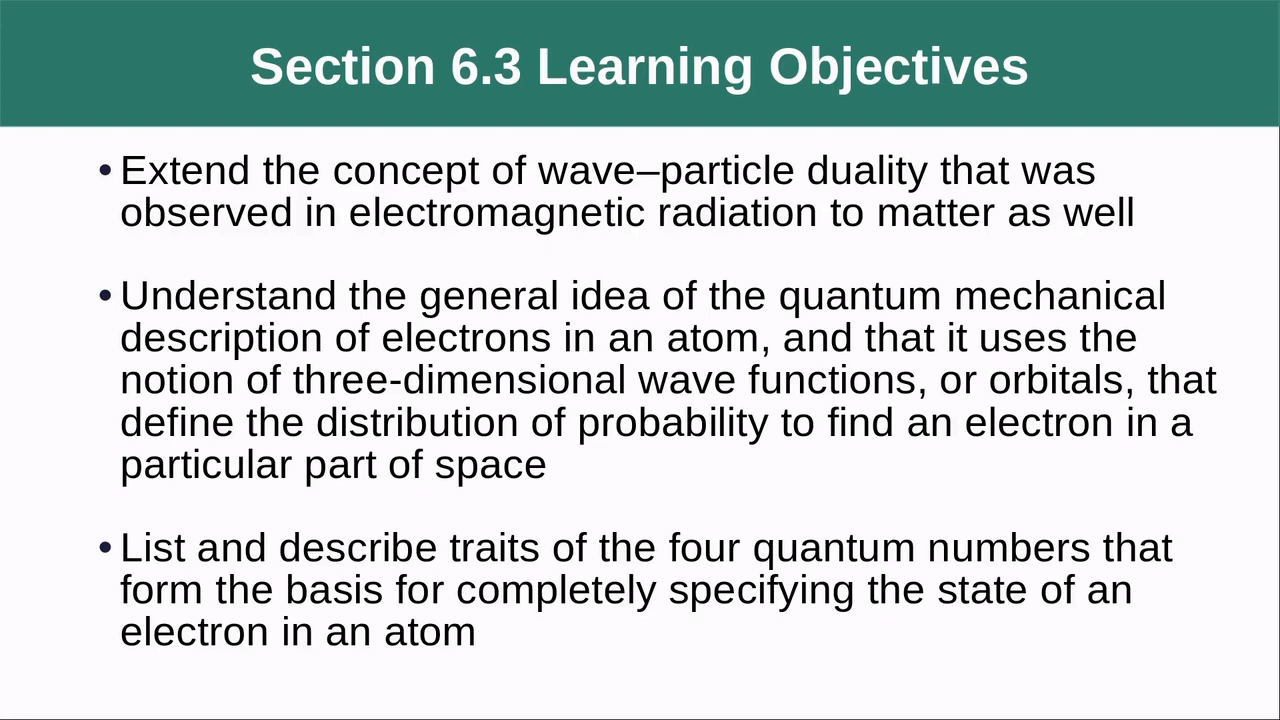 Section 6.3 Learning Objectives
• Extend the concept of wave–particle duality that was
observed in electromagnetic radiation to matter as well
• Understand the general idea of the quantum mechanical
description of electrons in an atom, and that it uses the
notion of three-dimensional wave functions, or orbitals, that
define the distribution of probability to find an electron in a
particular part of space
• List and describe traits of the four quantum numbers that
form the basis for completely specifying the state of an
electron in an atom